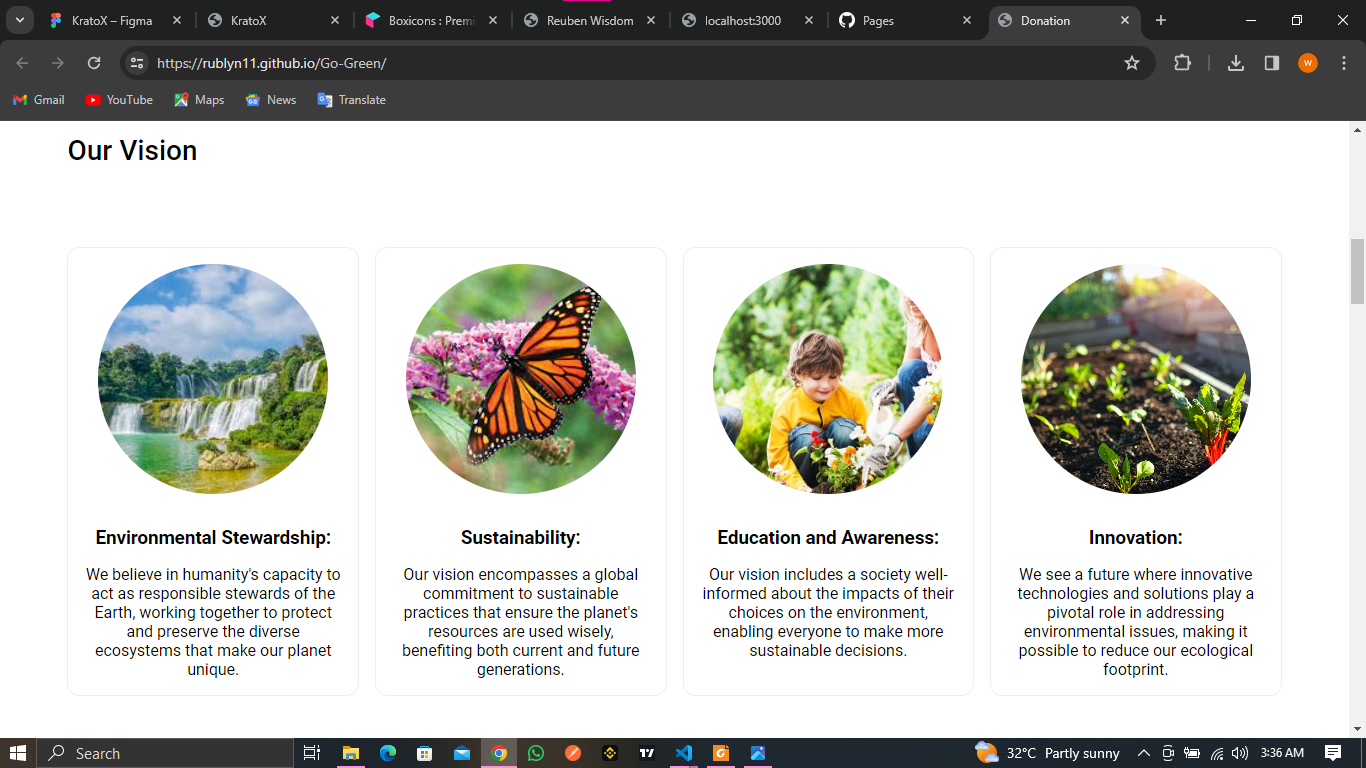 KratoX – Figma
KratoX
Boxicons : Premi
Reuben Wisdom
localhost:3000
Pages
Donation
https://rublyn11.github.io/Go-Green/
W
Gmail
YouTube
Maps
News
Translate
Our Vision
Environmental Stewardship:
We believe in humanity's capacity to
act as responsible stewards of the
Earth, working together to protect
and preserve the diverse
ecosystems that make our planet
unique.
Sustainability:
Our vision encompasses a global
commitment to sustainable
practices that ensure the planet's
resources are used wisely,
benefiting both current and future
generations.
Education and Awareness:
Our vision includes a society well-
informed about the impacts of their
choices on the environment,
enabling everyone to make more
sustainable decisions.
Innovation:
We see a future where innovative
technologies and solutions play a
pivotal role in addressing
environmental issues, making it
possible to reduce our ecological
footprint.
Search
32°C Partly sunny
3:36 AM